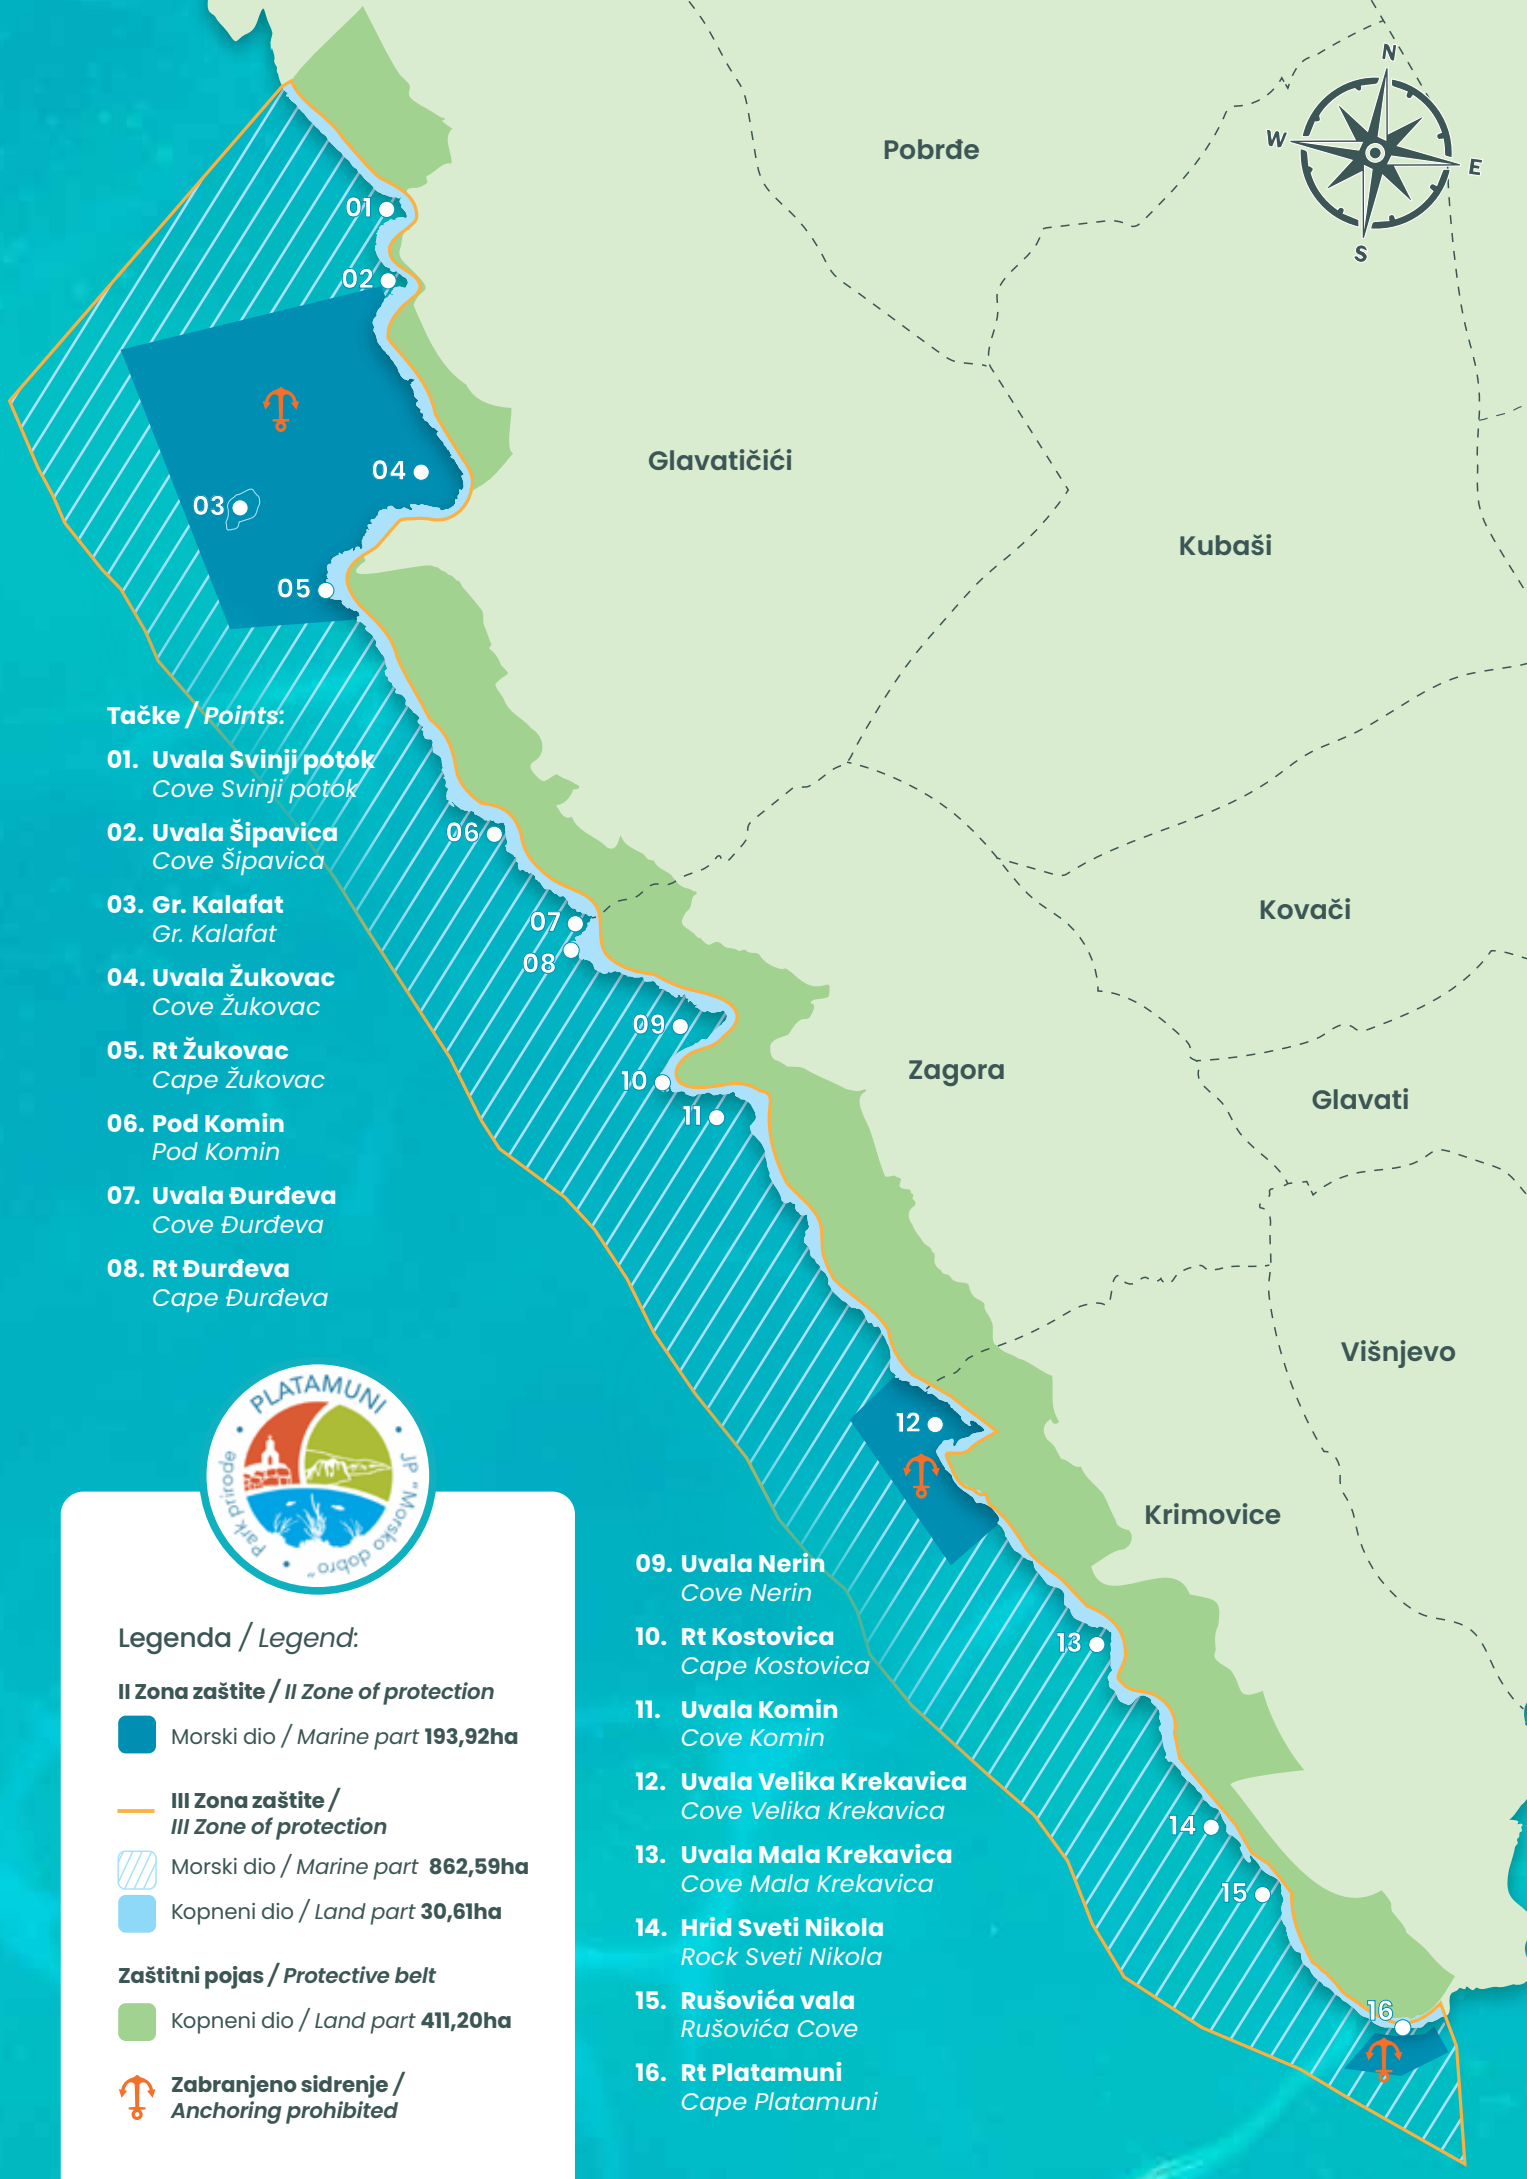 N
W
E
S
Pobrđe
Glavatičići
Kubaši
Kovači
Zagora
Glavati
Višnjevo
Krimovice
01
02
03
04
05
06
07
08
09
10
11
12
13
14
15
16
Tačke / Points:
01. Uvala Svinji potok
Cove Svinji potok
02. Uvala Šipavica
Cove Šipavica
03. Gr. Kalafat
Gr. Kalafat
04. Uvala Žukovac
Cove Žukovac
05. Rt Žukovac
Cape Žukovac
06. Pod Komin
Pod Komin
07. Uvala Đurđeva
Cove Đurđeva
08. Rt Đurđeva
Cape Đurđeva
09. Uvala Nerin
Cove Nerin
10. Rt Kostovica
Cape Kostovica
11. Uvala Komin
Cove Komin
12. Uvala Velika Krekavica
Cove Velika Krekavica
13. Uvala Mala Krekavica
Cove Mala Krekavica
14. Hrid Sveti Nikola
Rock Sveti Nikola
15. Rušovića vala
Rušovića Cove
16. Rt Platamuni
Cape Platamuni
• PLATAMUNI •
JP "Morsko dobro" •
Park prirode
Legenda / Legend:
II Zona zaštite / II Zone of protection
Morski dio / Marine part 193,92ha
III Zona zaštite /
III Zone of protection
Morski dio / Marine part 862,59ha
Kopneni dio / Land part 30,61ha
Zaštitni pojas / Protective belt
Kopneni dio / Land part 411,20ha
Zabranjeno sidrenje /
Anchoring prohibited